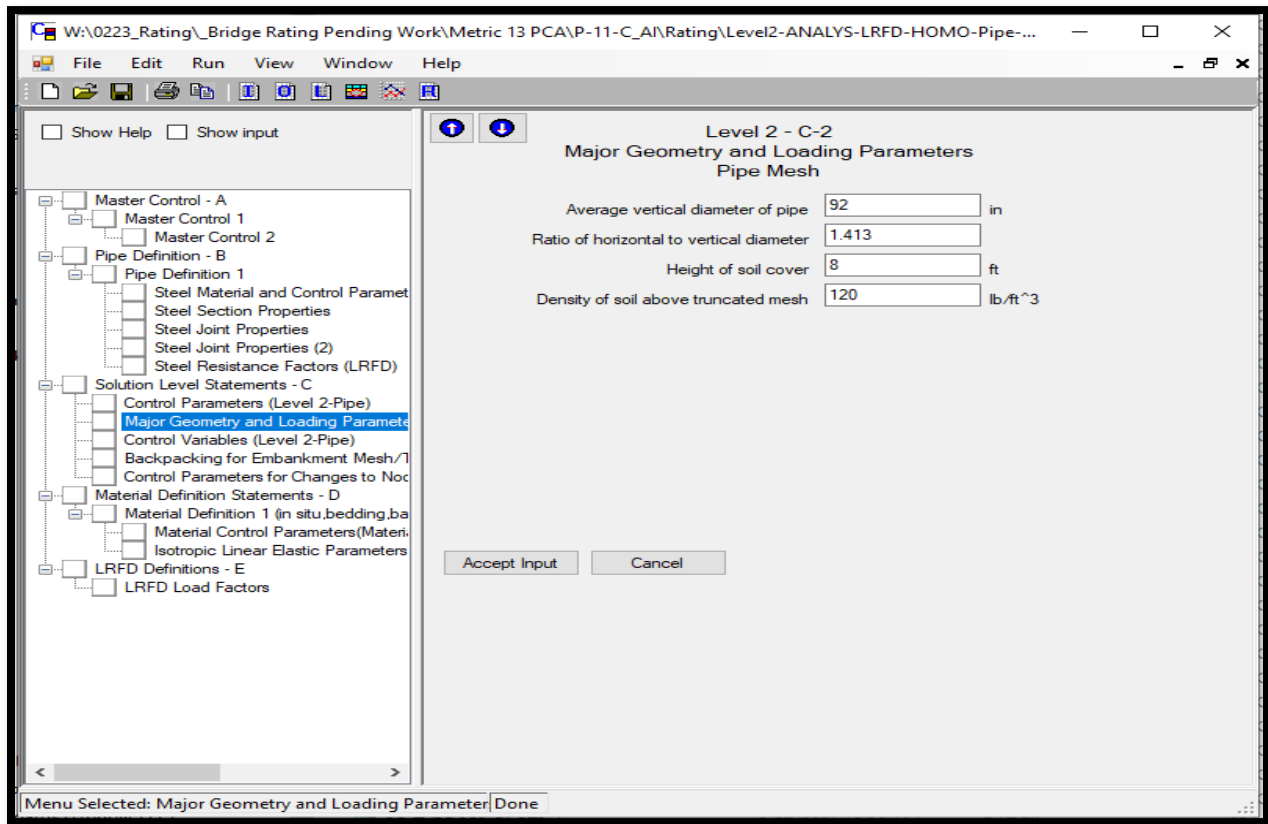 W:\0223_Rating\_Bridge Rating Pending Work\Metric 13 PCA\P-11-C_AI\Rating\Level2-ANALYS-LRFD-HOMO-Pipe-...
File Edit Run View Window Help
Show Help Show input
Master Control - A
Master Control 1
Master Control 2
Pipe Definition - B
Pipe Definition 1
Steel Material and Control Paramet
Steel Section Properties
Steel Joint Properties
Steel Joint Properties (2)
Steel Resistance Factors (LRFD)
Solution Level Statements - C
Control Parameters (Level 2-Pipe)
Major Geometry and Loading Paramete
Control Variables (Level 2-Pipe)
Backpacking for Embankment Mesh/T
Control Parameters for Changes to Noc
Material Definition Statements - D
Material Definition 1 (in situ,bedding,ba
Material Control Parameters(Materi
Isotropic Linear Elastic Parameters
LRFD Definitions - E
LRFD Load Factors
Level 2 - C-2
Major Geometry and Loading Parameters
Pipe Mesh
Average vertical diameter of pipe 92 in
Ratio of horizontal to vertical diameter 1.413
Height of soil cover 8 ft
Density of soil above truncated mesh 120 lb/ft^3
Accept Input Cancel
Menu Selected: Major Geometry and Loading Parameter Done